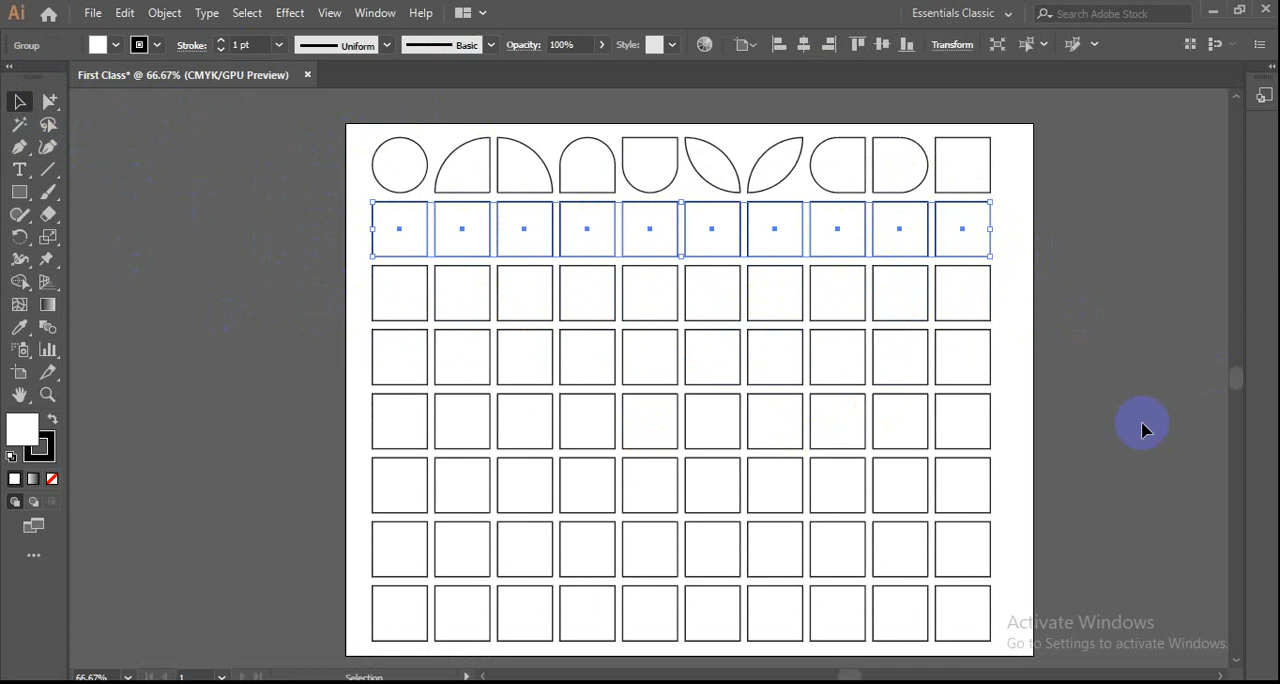 Ai File Edit Object Type Select Effect View Window Help Essentials Classic Search Adobe Stock
Group Stroke: 1 pt Uniform Basic Opacity: 100% Style: Transform
First Class* @ 66.67% (CMYK/GPU Preview) ×
Activate Windows
Go to Settings to activate Windows.
66.67% 1 Selection